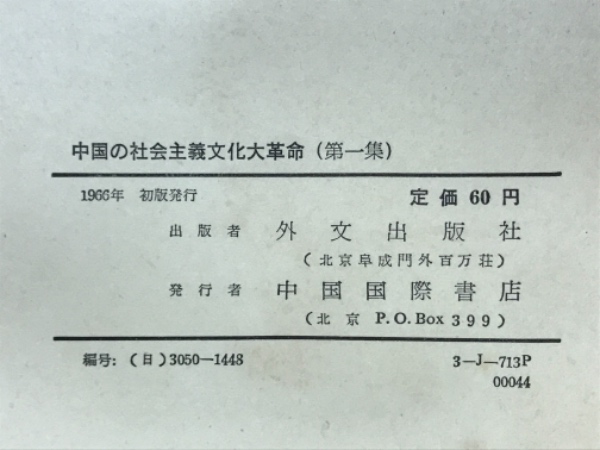 中国の社会主義文化大革命（第一集）
1966年 初版発行 定価 60 円
出版者 外文出版社
（北京阜成門外百万荘）
発行者 中国国際書店
（北京 P.O.Box 399）
編号:（日）3050—1448 3—J—713P
00044